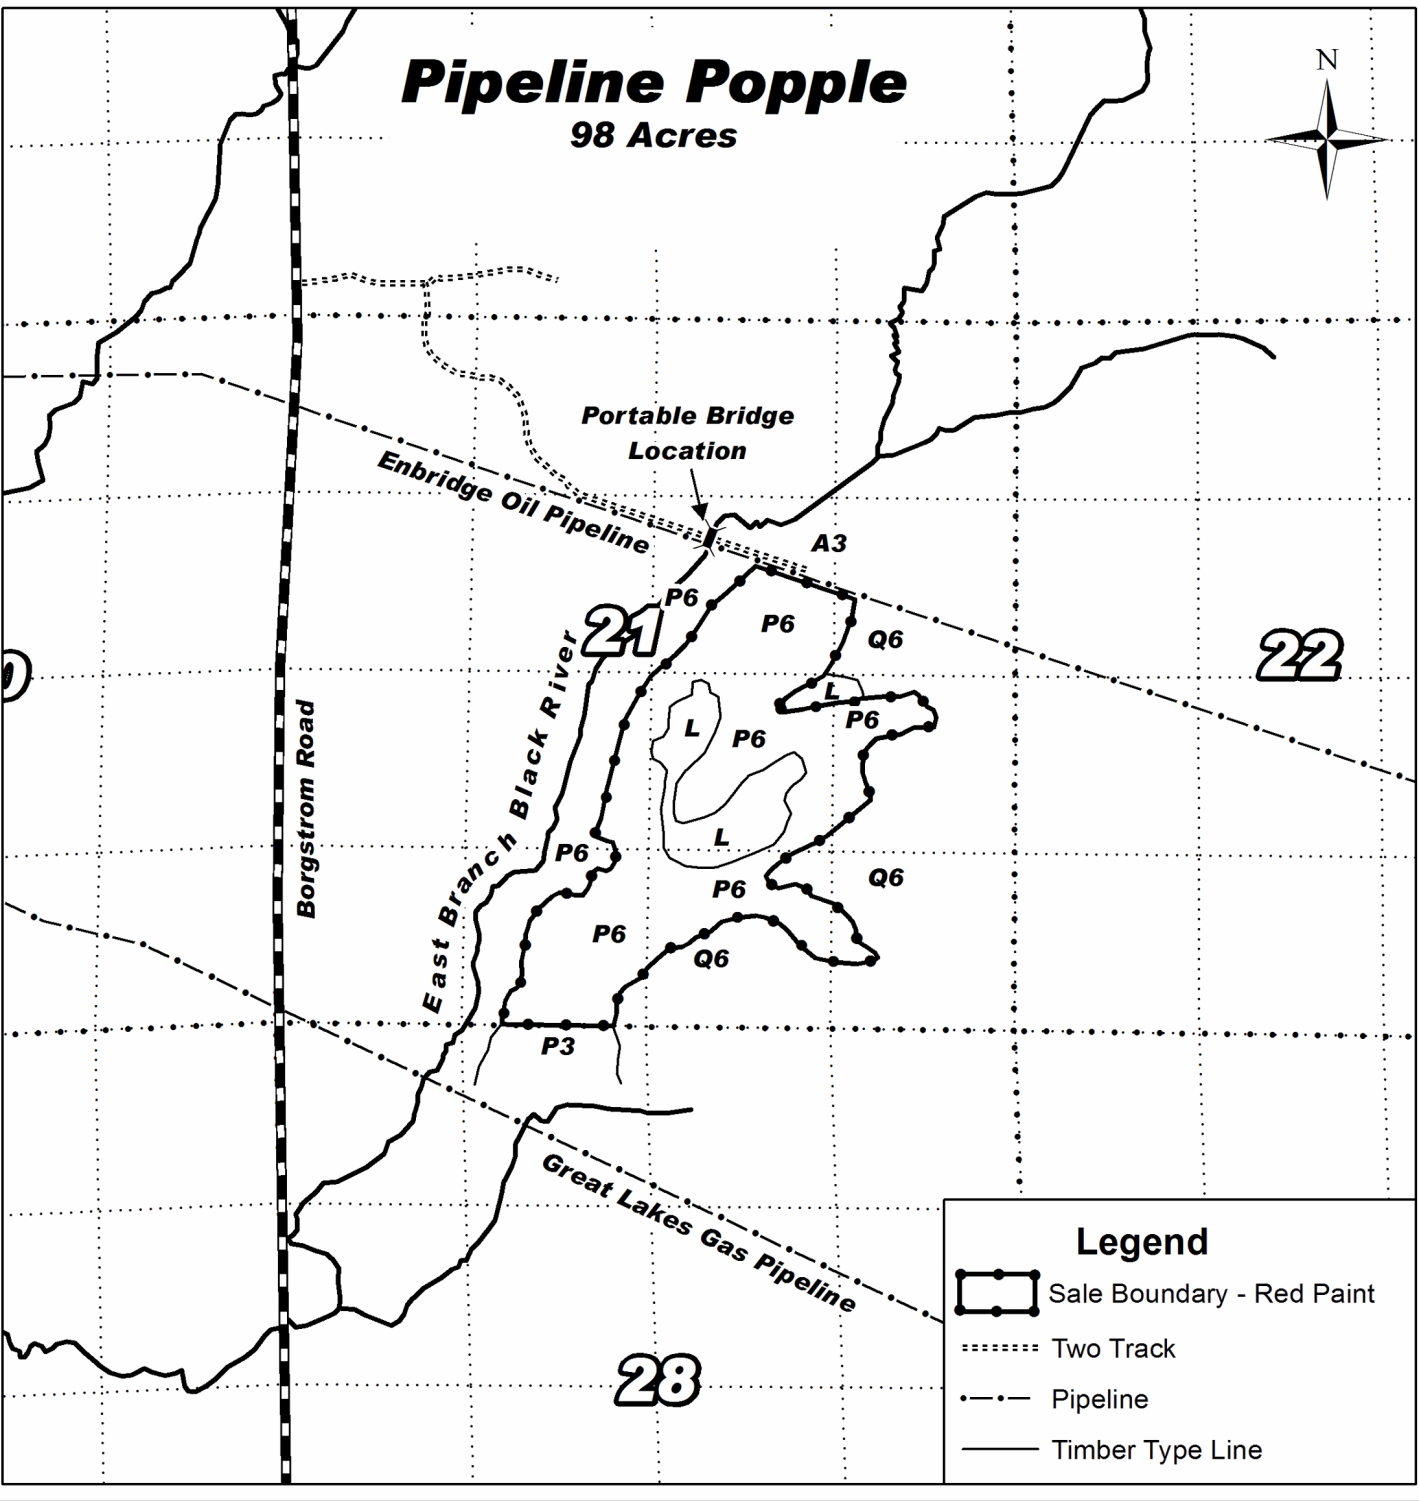 Pipeline Popple
98 Acres
N
Portable Bridge
Location
Enbridge Oil Pipeline
A3
P6
P6
21
Q6
22
0
L
P6
L
P6
East Branch Black River
Borgstrom Road
L
P6
P6
Q6
P6
Q6
P3
Great Lakes Gas Pipeline
28
Legend
Sale Boundary - Red Paint
Two Track
Pipeline
Timber Type Line